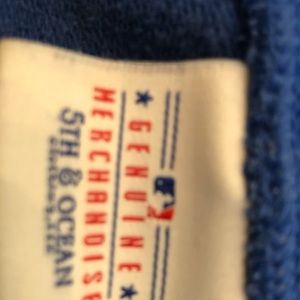 ★ GENUINE ★
MERCHANDISE
5TH & OCEAN